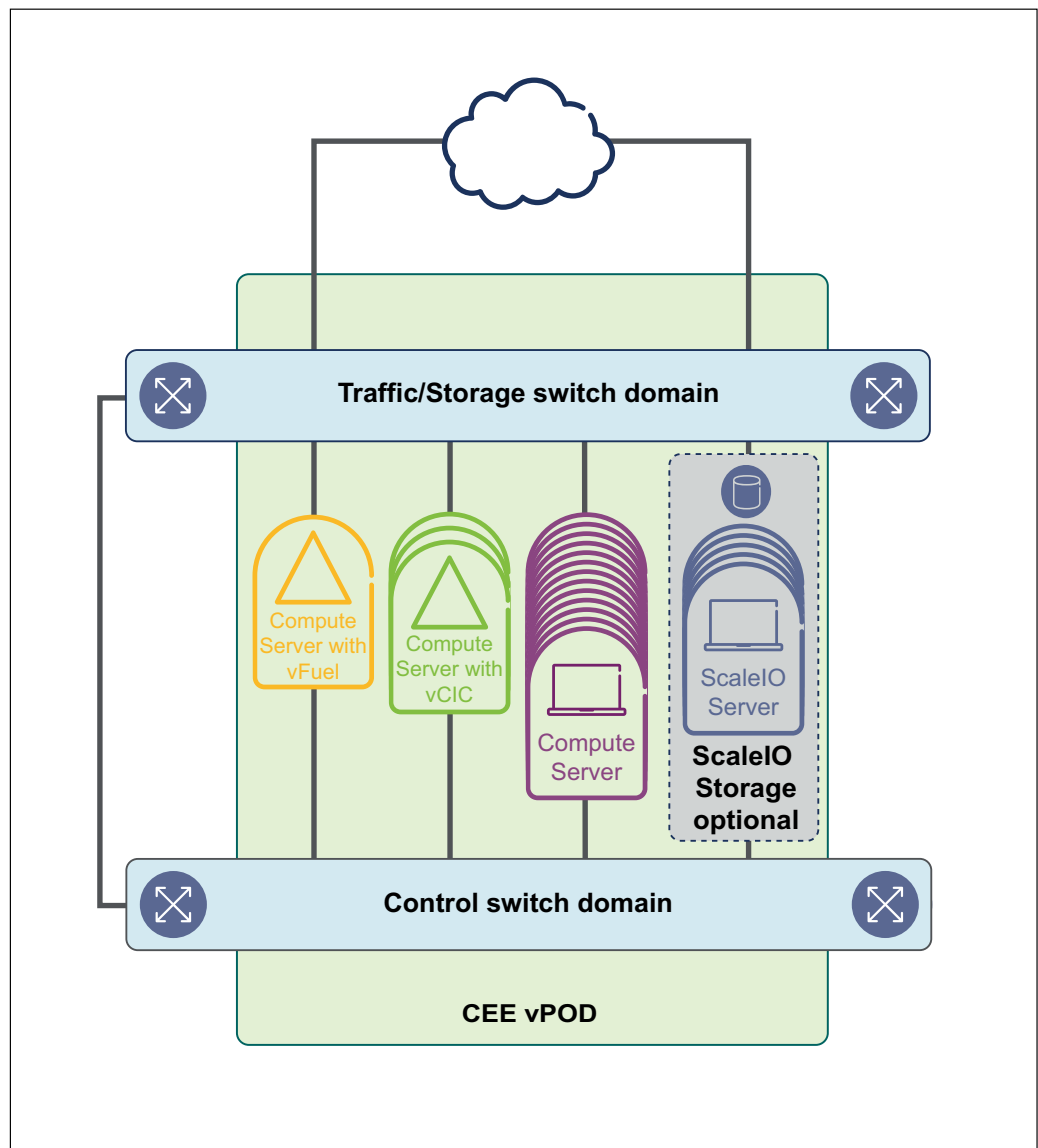 Traffic/Storage switch domain
Compute
Server with
vFuel
Compute
Server with
vCIC
Compute
Server
ScaleIO
Server
ScaleIO
Storage
optional
Control switch domain
CEE vPOD